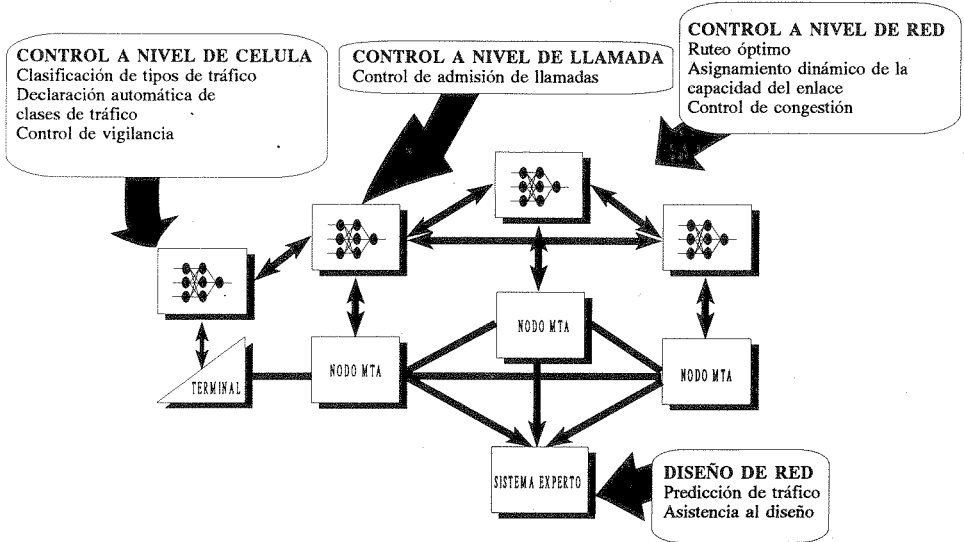 CONTROL A NIVEL DE CELULA
Clasificación de tipos de tráfico
Declaración automática de
clases de tráfico
Control de vigilancia
CONTROL A NIVEL DE LLAMADA
Control de admisión de llamadas
CONTROL A NIVEL DE RED
Ruteo óptimo
Asignamiento dinámico de la
capacidad del enlace
Control de congestión
NODO MTA
TERMINAL
NODO MTA
NODO MTA
SISTEMA EXPERTO
DISEÑO DE RED
Predicción de tráfico
Asistencia al diseño